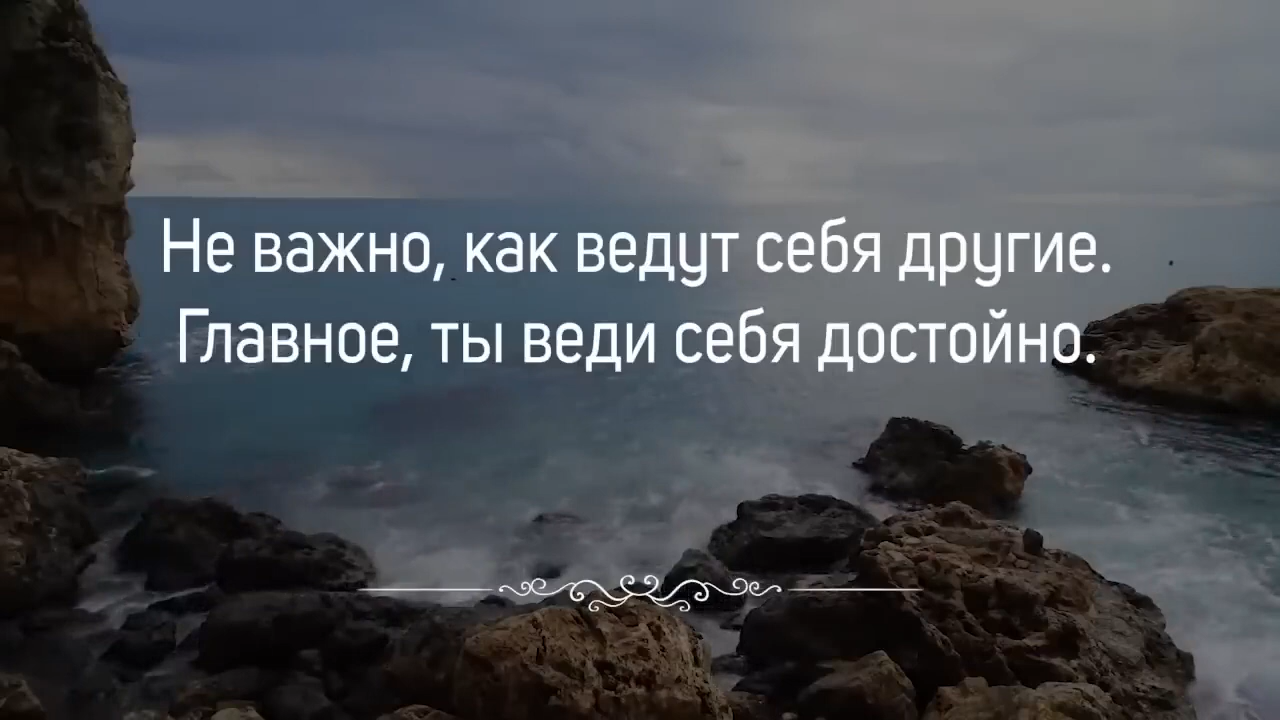 Не важно, как ведут себя другие.
Главное, ты веди себя достойно.